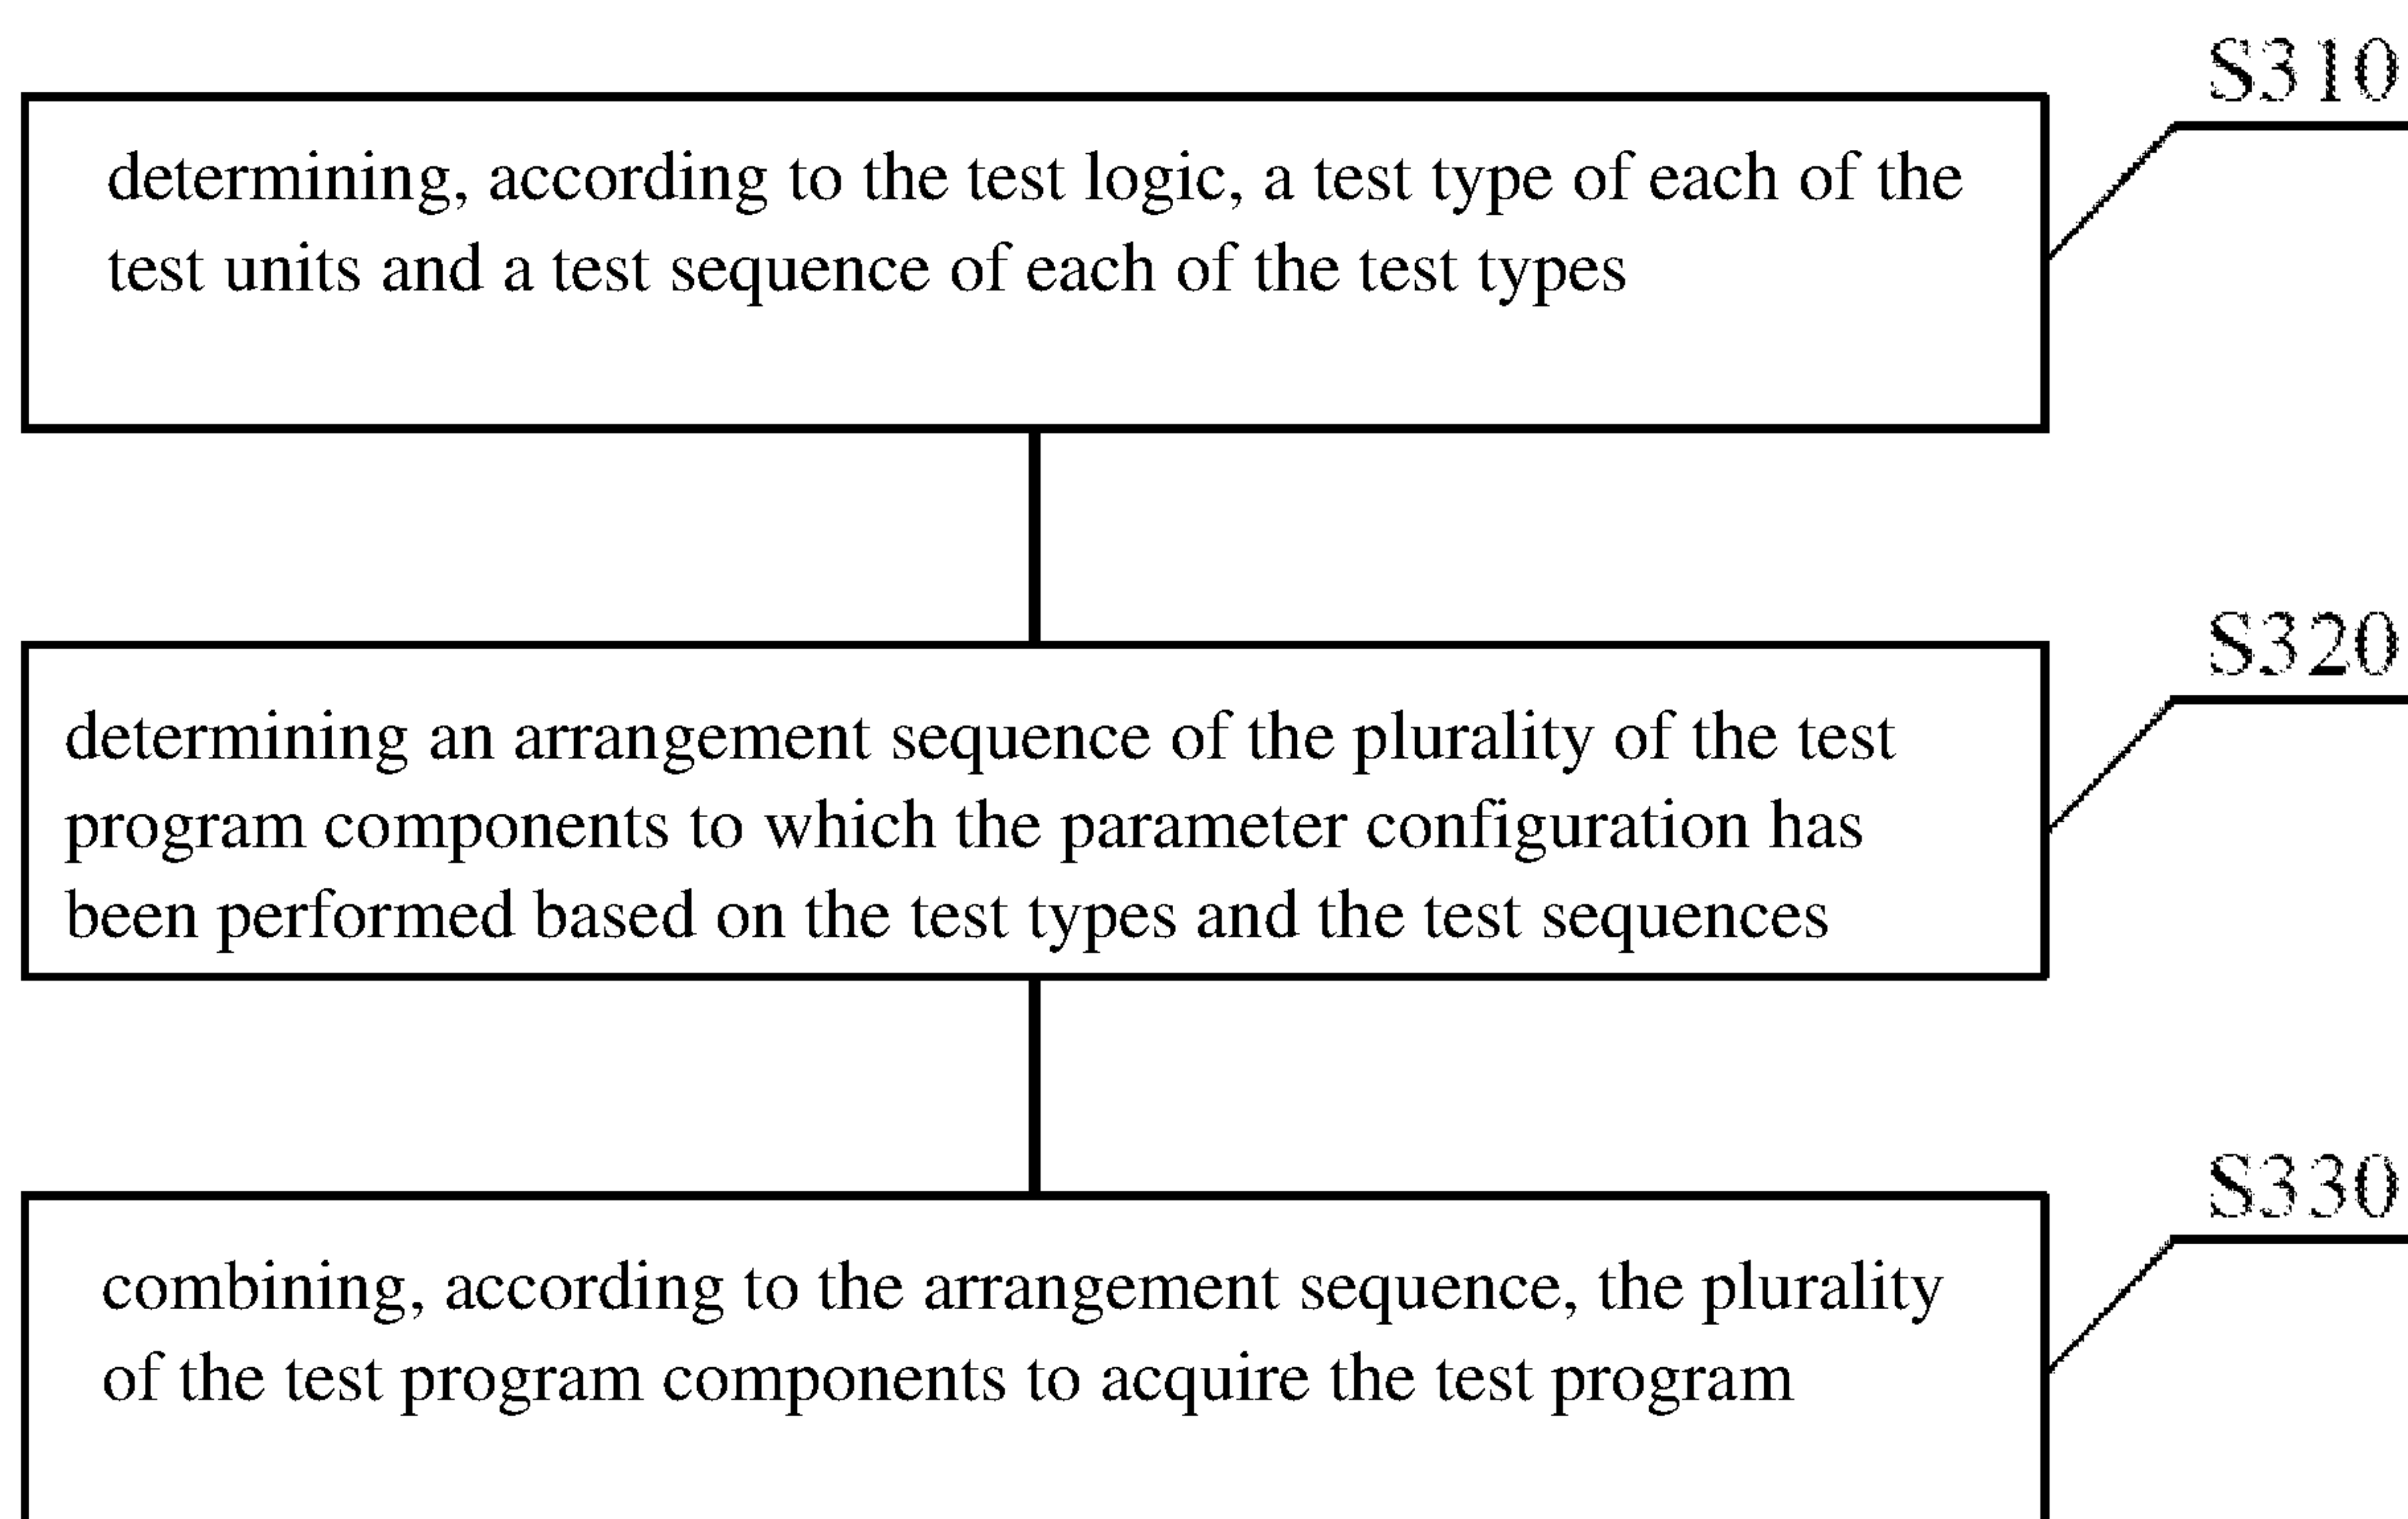 S310
determining, according to the test logic, a test type of each of the
test units and a test sequence of each of the test types
S320
determining an arrangement sequence of the plurality of the test
program components to which the parameter configuration has
been performed based on the test types and the test sequences
S330
combining, according to the arrangement sequence, the plurality
of the test program components to acquire the test program